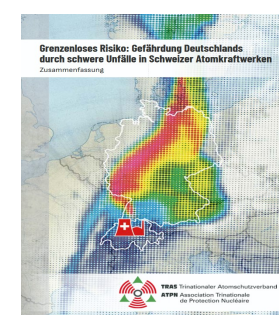 Grenzenloses Risiko: Gefährdung Deutschlands
durch schwere Unfälle in Schweizer Atomkraftwerken
Zusammenfassung
TRAS Trinationaler Atomschutzverband
ATPN Association Trinationale
de Protection Nucléaire